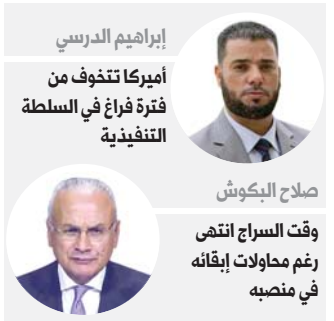 إبراهيم الدرسي
أميركا تتخوف من
فترة فراغ في السلطة
التنفيذية
صلاح البكوش
وقت السراج انتهى
رغم محاولات إبقائه
في منصبه